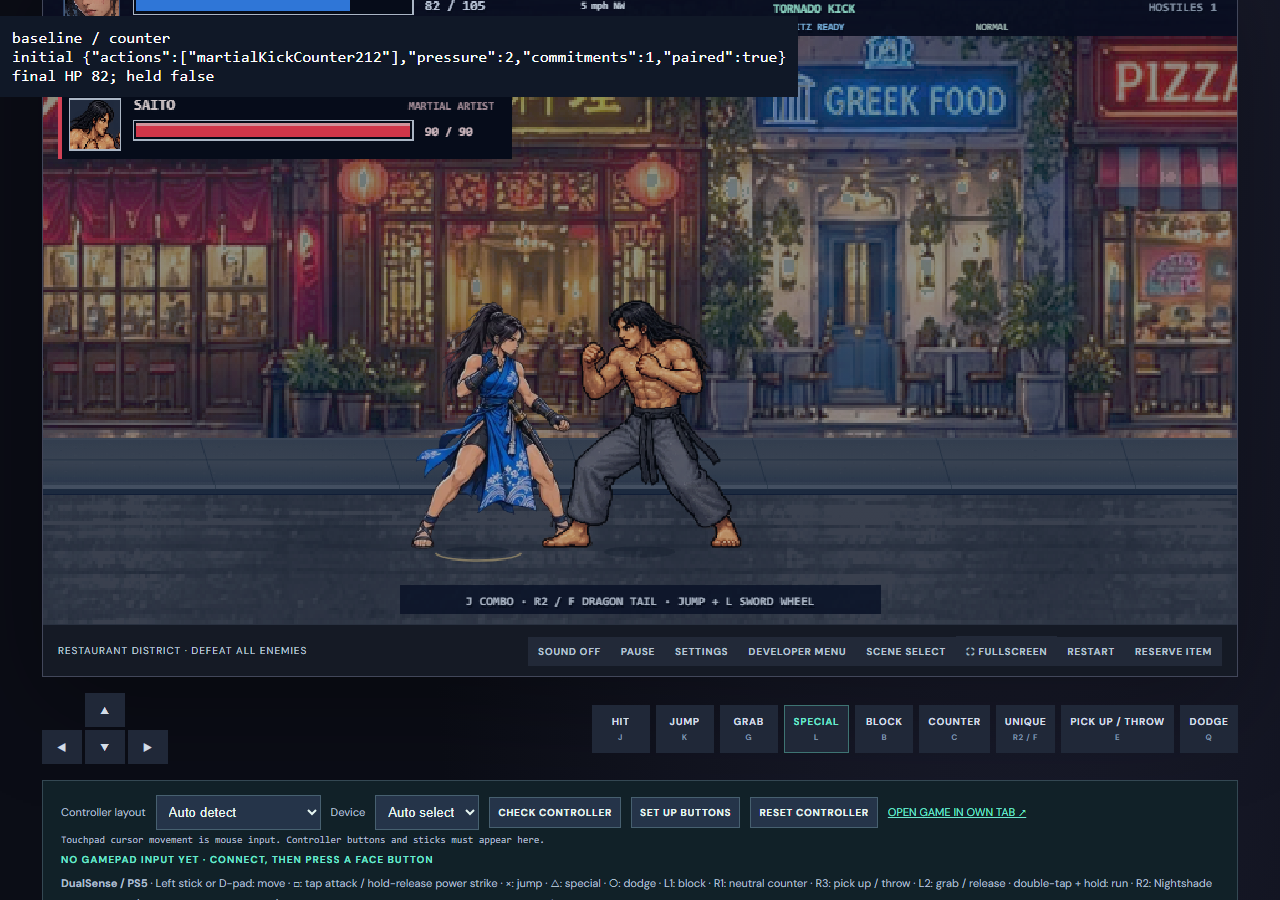 82 / 105
5 mph NW
TORNADO KICK
HOSTILES 1
TZ READY
NORMAL
baseline / counter
initial {"actions":["martialKickCounter212"],"pressure":2,"commitments":1,"paired":true}
final HP 82; held false
SAITO
MARTIAL ARTIST
90 / 90
料理
GREEK FOOD
PIZZA
J COMBO · R2 / F DRAGON TAIL · JUMP + L SWORD WHEEL
RESTAURANT DISTRICT · DEFEAT ALL ENEMIES
SOUND OFF
PAUSE
SETTINGS
DEVELOPER MENU
SCENE SELECT
FULLSCREEN
RESTART
RESERVE ITEM
HIT
J
JUMP
K
GRAB
G
SPECIAL
L
BLOCK
B
COUNTER
C
UNIQUE
R2 / F
PICK UP / THROW
E
DODGE
Q
Controller layout
Auto detect
Device
Auto select
CHECK CONTROLLER
SET UP BUTTONS
RESET CONTROLLER
OPEN GAME IN OWN TAB ↗
Touchpad cursor movement is mouse input. Controller buttons and sticks must appear here.
NO GAMEPAD INPUT YET · CONNECT, THEN PRESS A FACE BUTTON
DualSense / PS5 · Left stick or D-pad: move · □: tap attack / hold-release power strike · ×: jump · △: special · ○: dodge · L1: block · R1: neutral counter · R3: pick up / throw · L2: grab / release · double-tap + hold: run · R2: Nightshade